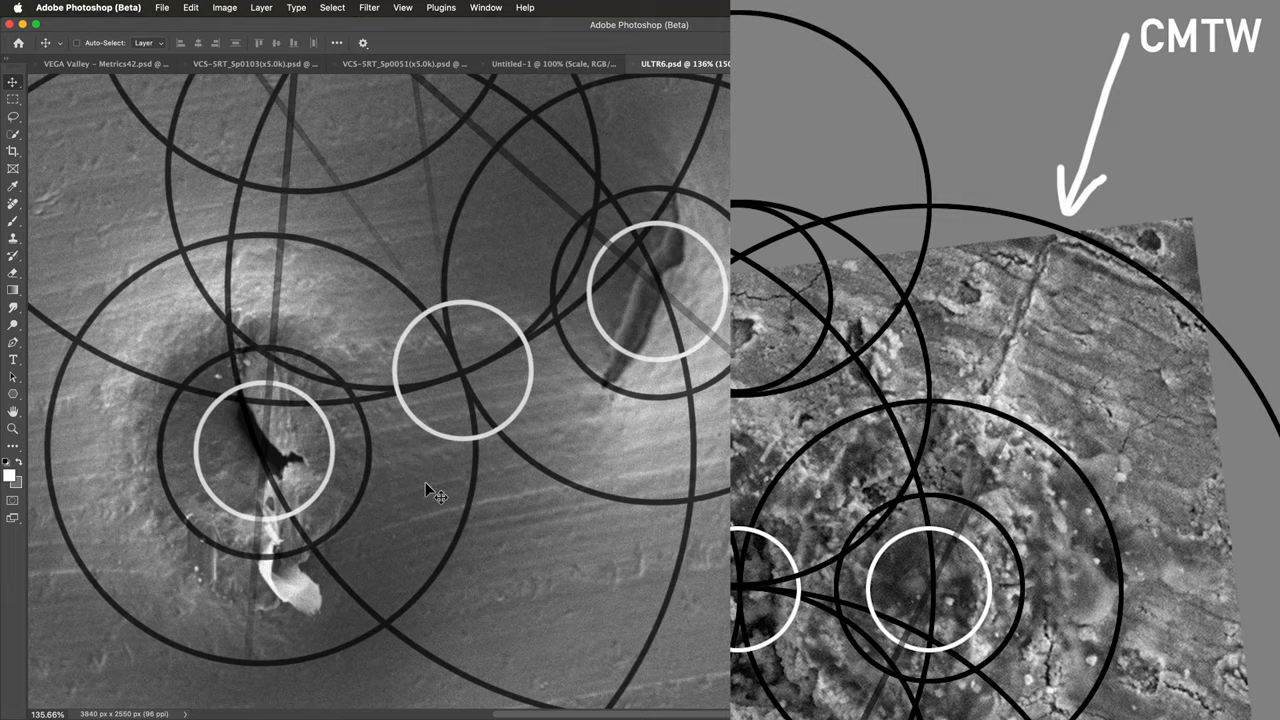 Adobe Photoshop (Beta) File Edit Image Layer Type Select Filter View Plugins Window Help
Adobe Photoshop (Beta)
Auto-Select: Layer
VEGA Valley – Metrics42.psd @ ... VCS-5RT_Sp0103(x5.0k).psd @ ... VCS-5RT_Sp0051(x5.0k).psd @ ... Untitled-1 @ 100% (Scale, RGB/... ULTR6.psd @ 136% (150
CMTW
135.66% 3840 px x 2550 px (96 ppi)